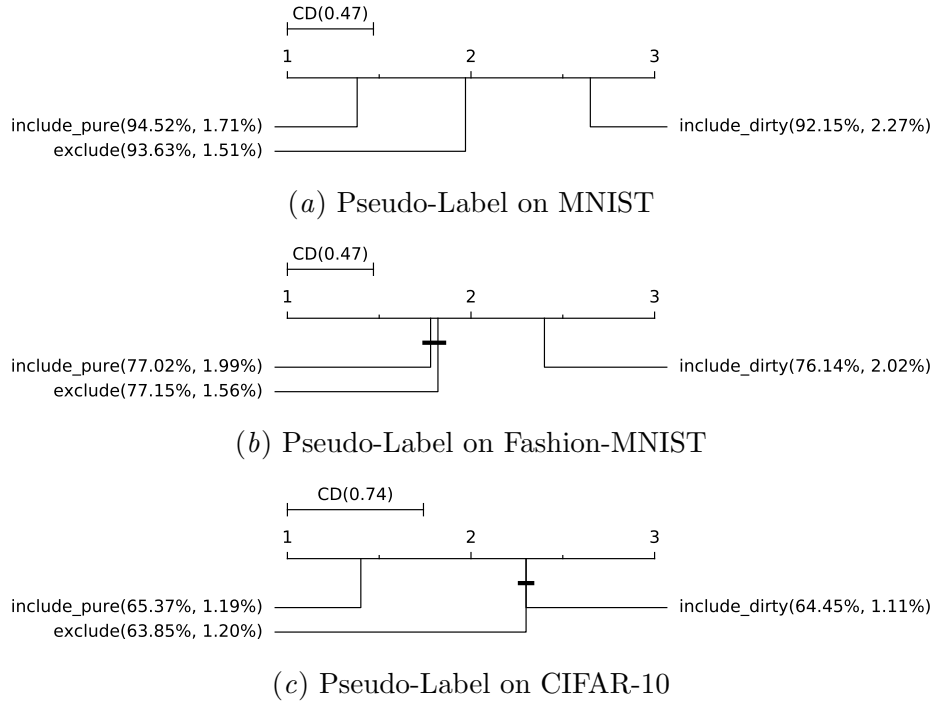 CD(0.47)
1 2 3
include_pure(94.52%, 1.71%) include_dirty(92.15%, 2.27%)
exclude(93.63%, 1.51%)
(a) Pseudo-Label on MNIST
CD(0.47)
1 2 3
include_pure(77.02%, 1.99%) include_dirty(76.14%, 2.02%)
exclude(77.15%, 1.56%)
(b) Pseudo-Label on Fashion-MNIST
CD(0.74)
1 2 3
include_pure(65.37%, 1.19%) include_dirty(64.45%, 1.11%)
exclude(63.85%, 1.20%)
(c) Pseudo-Label on CIFAR-10